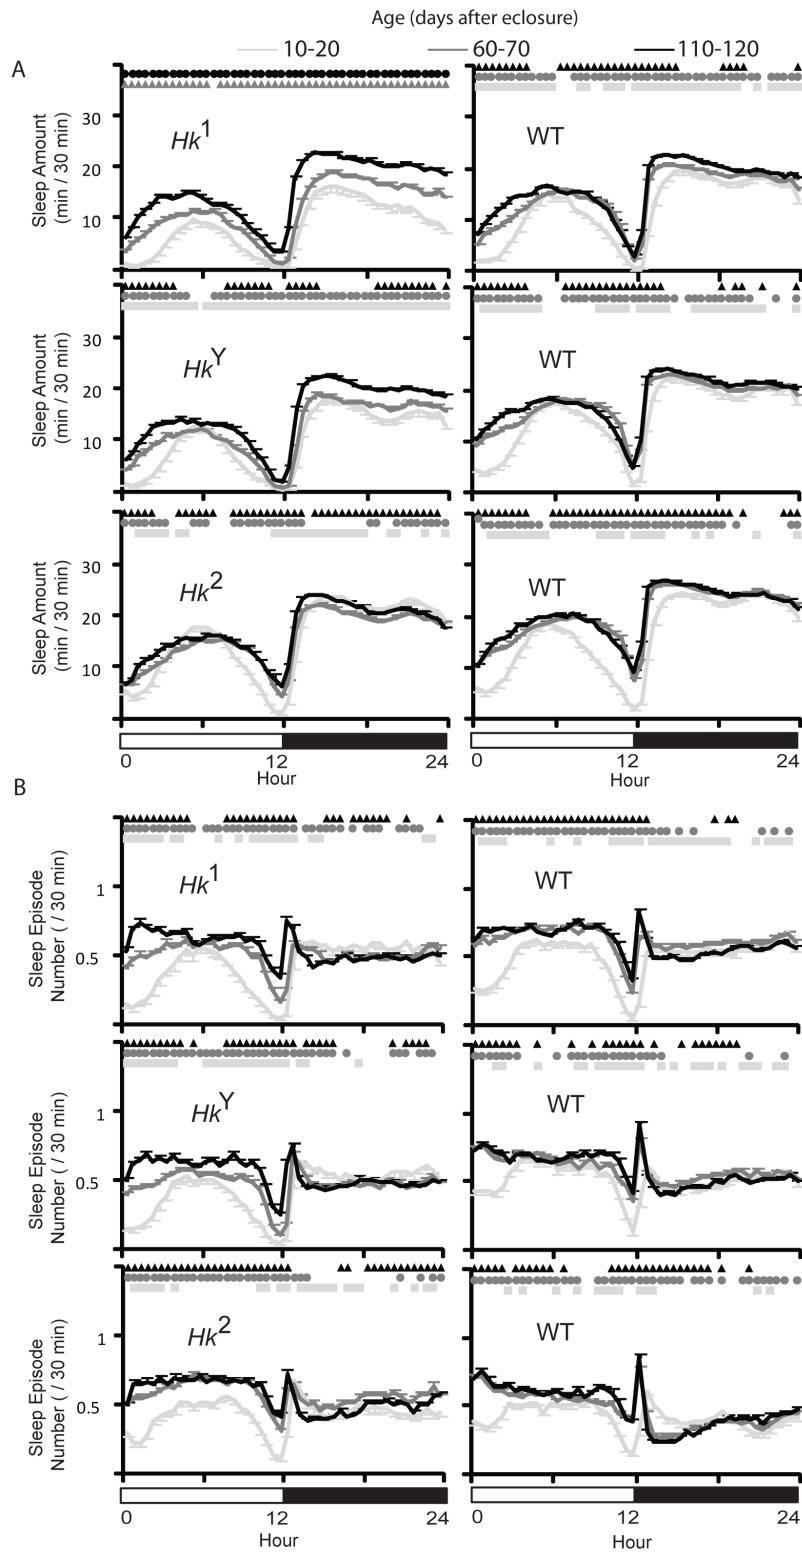 Age (days after eclosure)
10-20 60-70 110-120
A
Sleep Amount
(min / 30 min)
30
20
10
Hk1
WT
Sleep Amount
(min / 30 min)
30
20
10
HkY
WT
Sleep Amount
(min / 30 min)
30
20
10
Hk2
WT
0 12 24
Hour
0 12 24
Hour
B
Sleep Episode
Number ( / 30 min)
1
0.5
Hk1
WT
Sleep Episode
Number ( / 30 min)
1
0.5
HkY
WT
Sleep Episode
Number ( / 30 min)
1
0.5
Hk2
WT
0 12 24
Hour
0 12 24
Hour